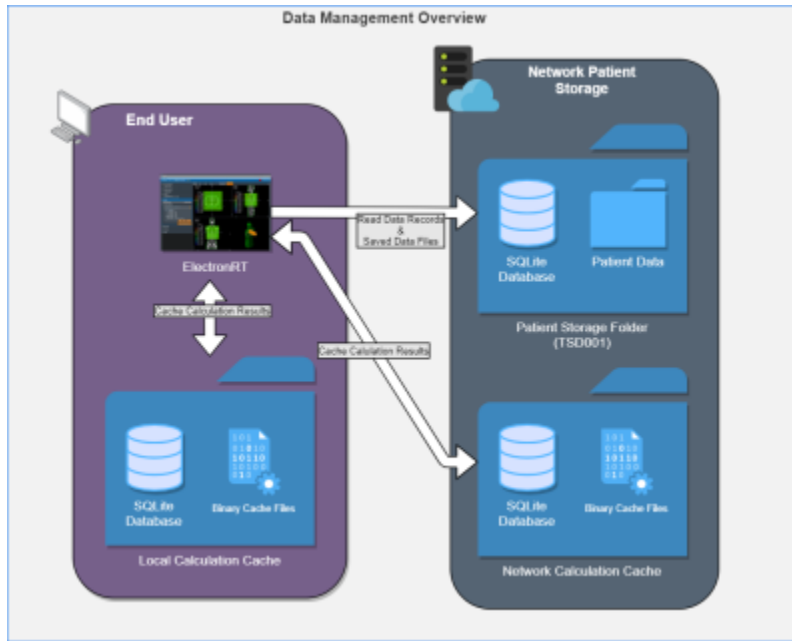 Data Management Overview
End User
ElectronRT
Cache Calculation Results
SQLite
Database
Binary Cache Files
Local Calculation Cache
Read Data Records
&
Saved Data Files
Cache Calulation Results
Network Patient
Storage
SQLite
Database
Patient Data
Patient Storage Folder
(TSD001)
SQLite
Database
Binary Cache Files
Network Calculation Cache